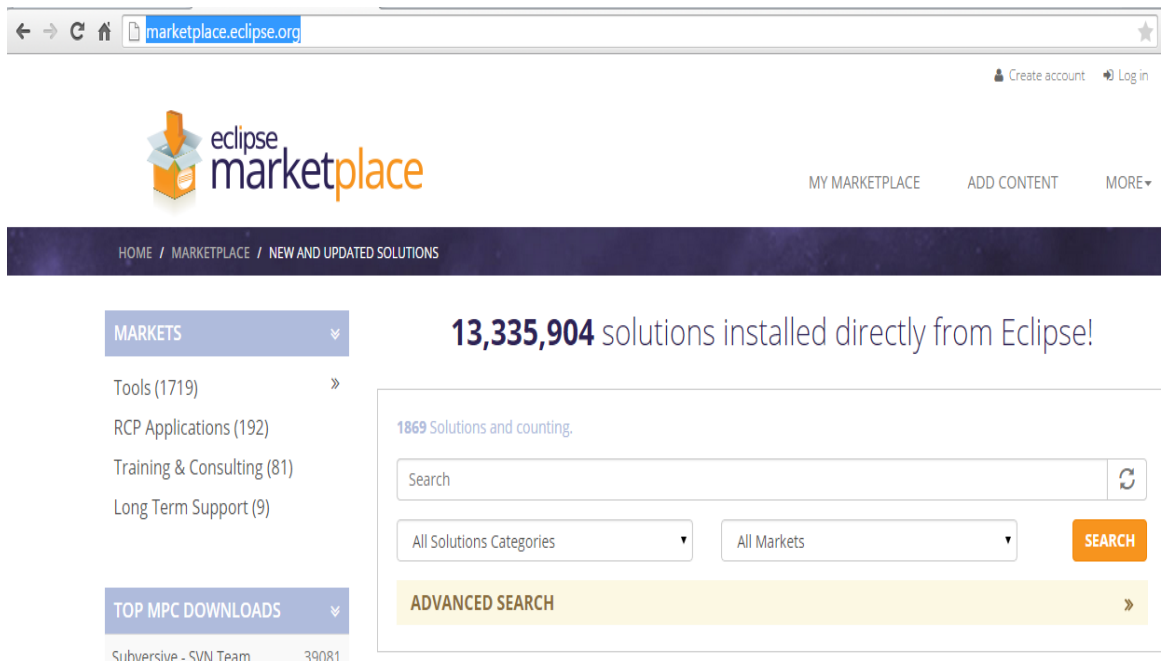 marketplace.eclipse.org
Create account Log in
eclipse
marketplace
MY MARKETPLACE ADD CONTENT MORE
HOME / MARKETPLACE / NEW AND UPDATED SOLUTIONS
MARKETS
Tools (1719)
RCP Applications (192)
Training & Consulting (81)
Long Term Support (9)
TOP MPC DOWNLOADS
Subversive - SVN Team 39081
13,335,904 solutions installed directly from Eclipse!
1869 Solutions and counting.
Search
All Solutions Categories All Markets SEARCH
ADVANCED SEARCH